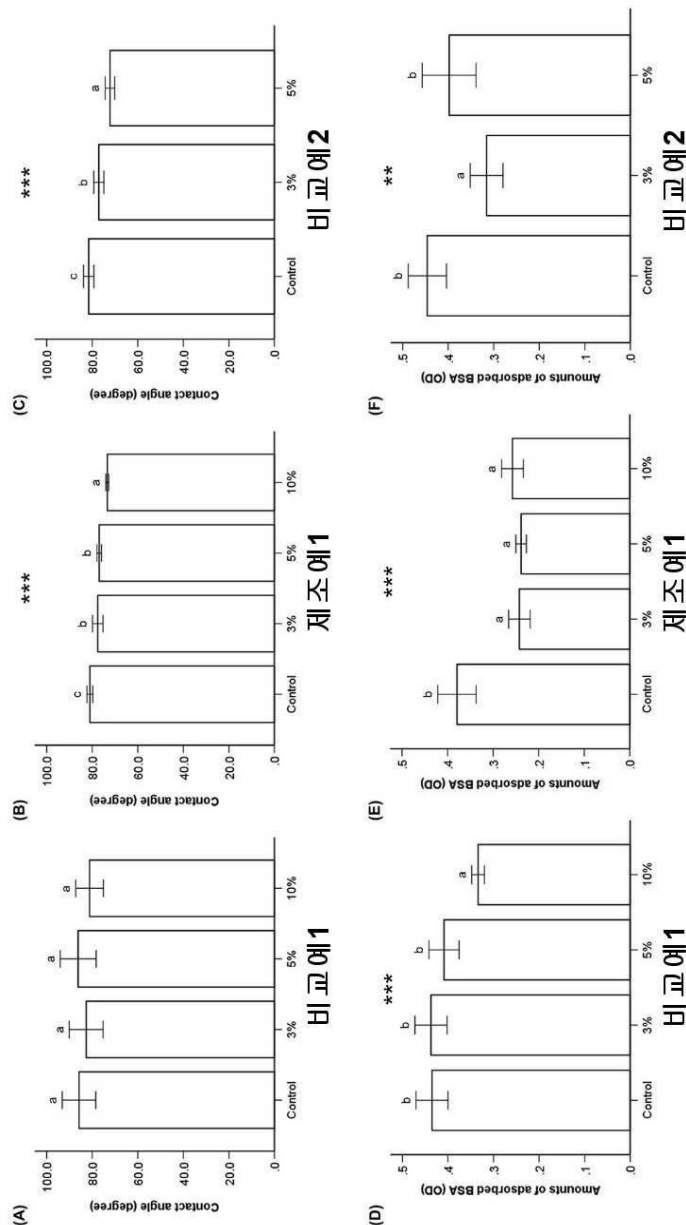 (A)
Contact angle (degree)
100.0
80.0
60.0
40.0
20.0
.0
a
a
a
a
Control
3%
5%
10%
비교예1
(B)
***
Contact angle (degree)
100.0
80.0
60.0
40.0
20.0
.0
c
b
b
a
Control
3%
5%
10%
제조예1
(C)
***
Contact angle (degree)
100.0
80.0
60.0
40.0
20.0
.0
c
b
a
Control
3%
5%
비교예2
(D)
***
Amounts of adsorbed BSA (OD)
.5
.4
.3
.2
.1
.0
b
b
b
a
Control
3%
5%
10%
비교예1
(E)
***
Amounts of adsorbed BSA (OD)
.5
.4
.3
.2
.1
.0
b
a
a
a
Control
3%
5%
10%
제조예1
(F)
**
Amounts of adsorbed BSA (OD)
.5
.4
.3
.2
.1
.0
b
a
b
Control
3%
5%
비교예2